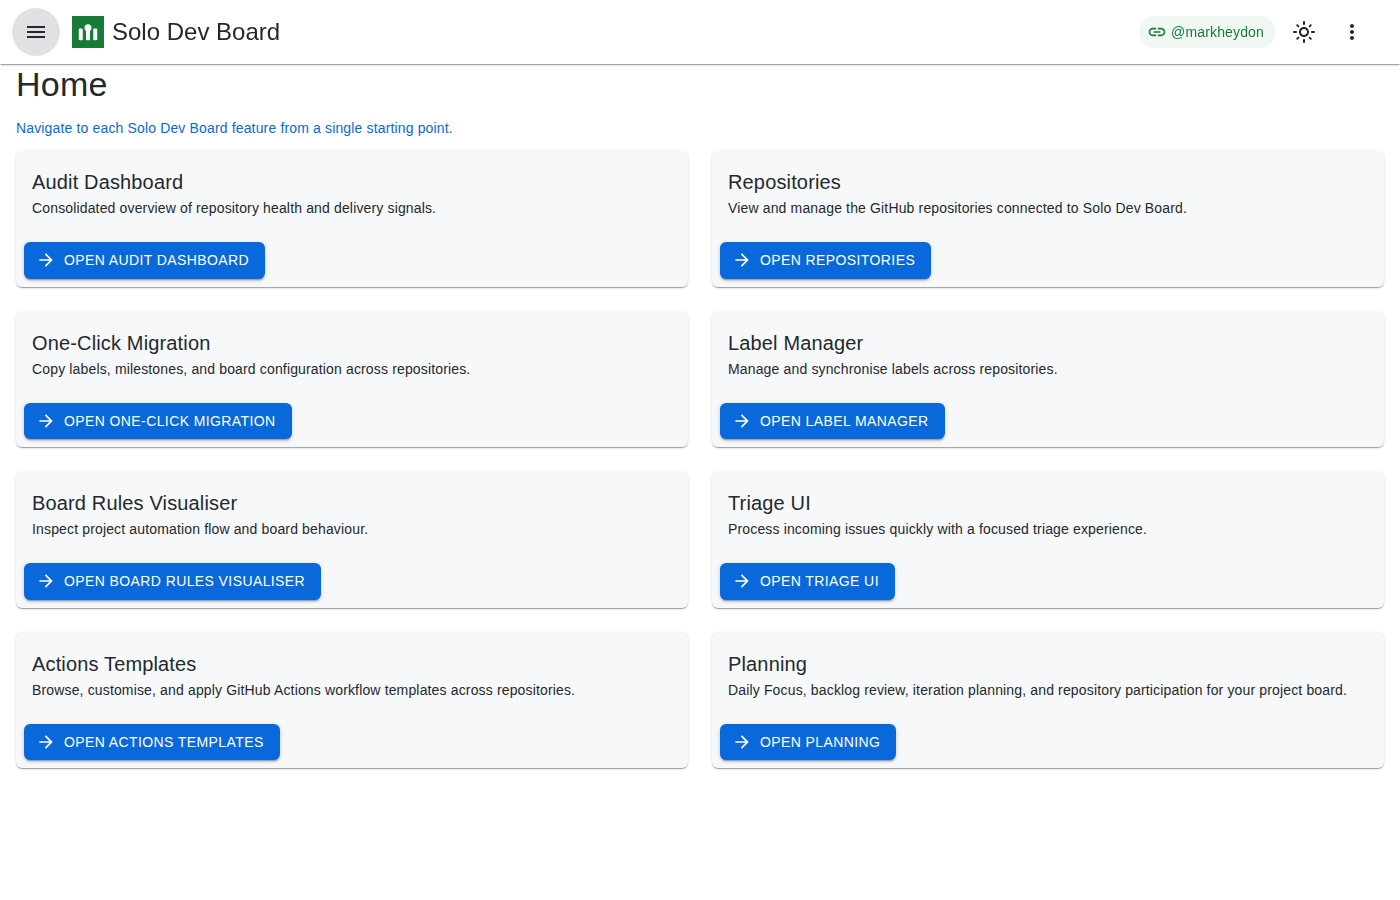 Solo Dev Board
@markheydon
Home
Navigate to each Solo Dev Board feature from a single starting point.
Audit Dashboard
Consolidated overview of repository health and delivery signals.
OPEN AUDIT DASHBOARD
Repositories
View and manage the GitHub repositories connected to Solo Dev Board.
OPEN REPOSITORIES
One-Click Migration
Copy labels, milestones, and board configuration across repositories.
OPEN ONE-CLICK MIGRATION
Label Manager
Manage and synchronise labels across repositories.
OPEN LABEL MANAGER
Board Rules Visualiser
Inspect project automation flow and board behaviour.
OPEN BOARD RULES VISUALISER
Triage UI
Process incoming issues quickly with a focused triage experience.
OPEN TRIAGE UI
Actions Templates
Browse, customise, and apply GitHub Actions workflow templates across repositories.
OPEN ACTIONS TEMPLATES
Planning
Daily Focus, backlog review, iteration planning, and repository participation for your project board.
OPEN PLANNING